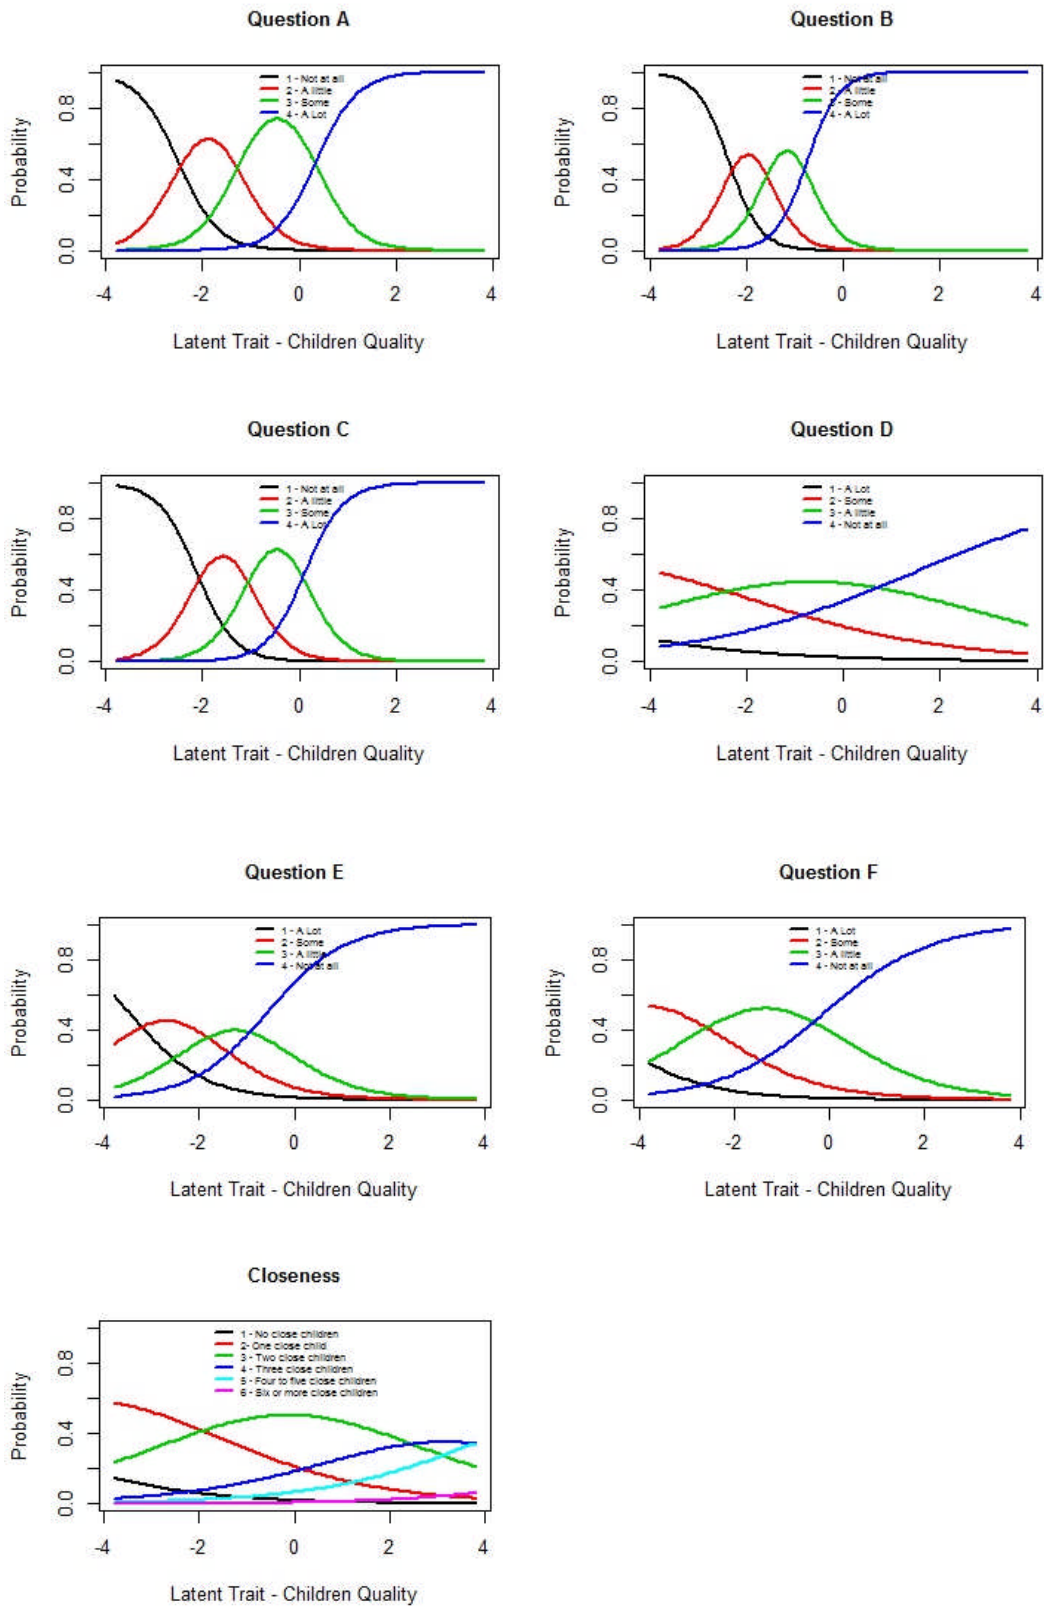 Question A
Probability
0.0 0.4 0.8
1 - Not at all
2 - A little
3 - Some
4 - A Lot
-4 -2 0 2 4
Latent Trait - Children Quality
Question B
Probability
0.0 0.4 0.8
1 - Not at all
2 - A little
3 - Some
4 - A Lot
-4 -2 0 2 4
Latent Trait - Children Quality
Question C
Probability
0.0 0.4 0.8
1 - Not at all
2 - A little
3 - Some
4 - A Lot
-4 -2 0 2 4
Latent Trait - Children Quality
Question D
Probability
0.0 0.4 0.8
1 - A Lot
2 - Some
3 - A little
4 - Not at all
-4 -2 0 2 4
Latent Trait - Children Quality
Question E
Probability
0.0 0.4 0.8
1 - A Lot
2 - Some
3 - A little
4 - Not at all
-4 -2 0 2 4
Latent Trait - Children Quality
Question F
Probability
0.0 0.4 0.8
1 - A Lot
2 - Some
3 - A little
4 - Not at all
-4 -2 0 2 4
Latent Trait - Children Quality
Closeness
Probability
0.0 0.4 0.8
1 - No close children
2- One close child
3 - Two close children
4 - Three close children
5 - Four to five close children
6 - Six or more close children
-4 -2 0 2 4
Latent Trait - Children Quality